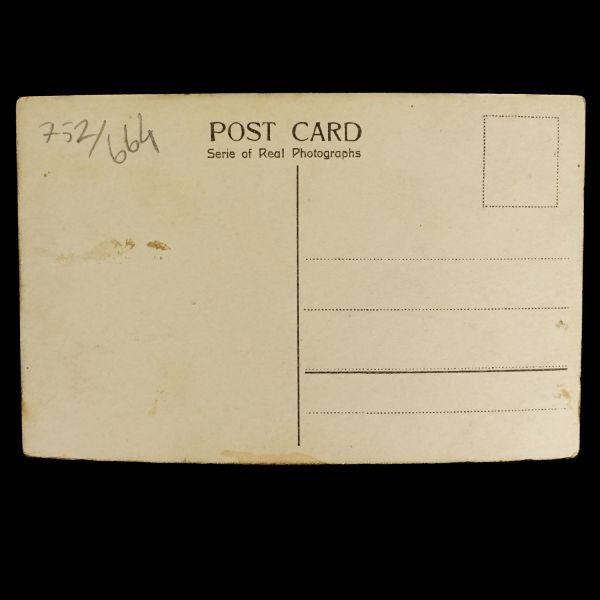 752/664
POST CARD
Serie of Real Photographs